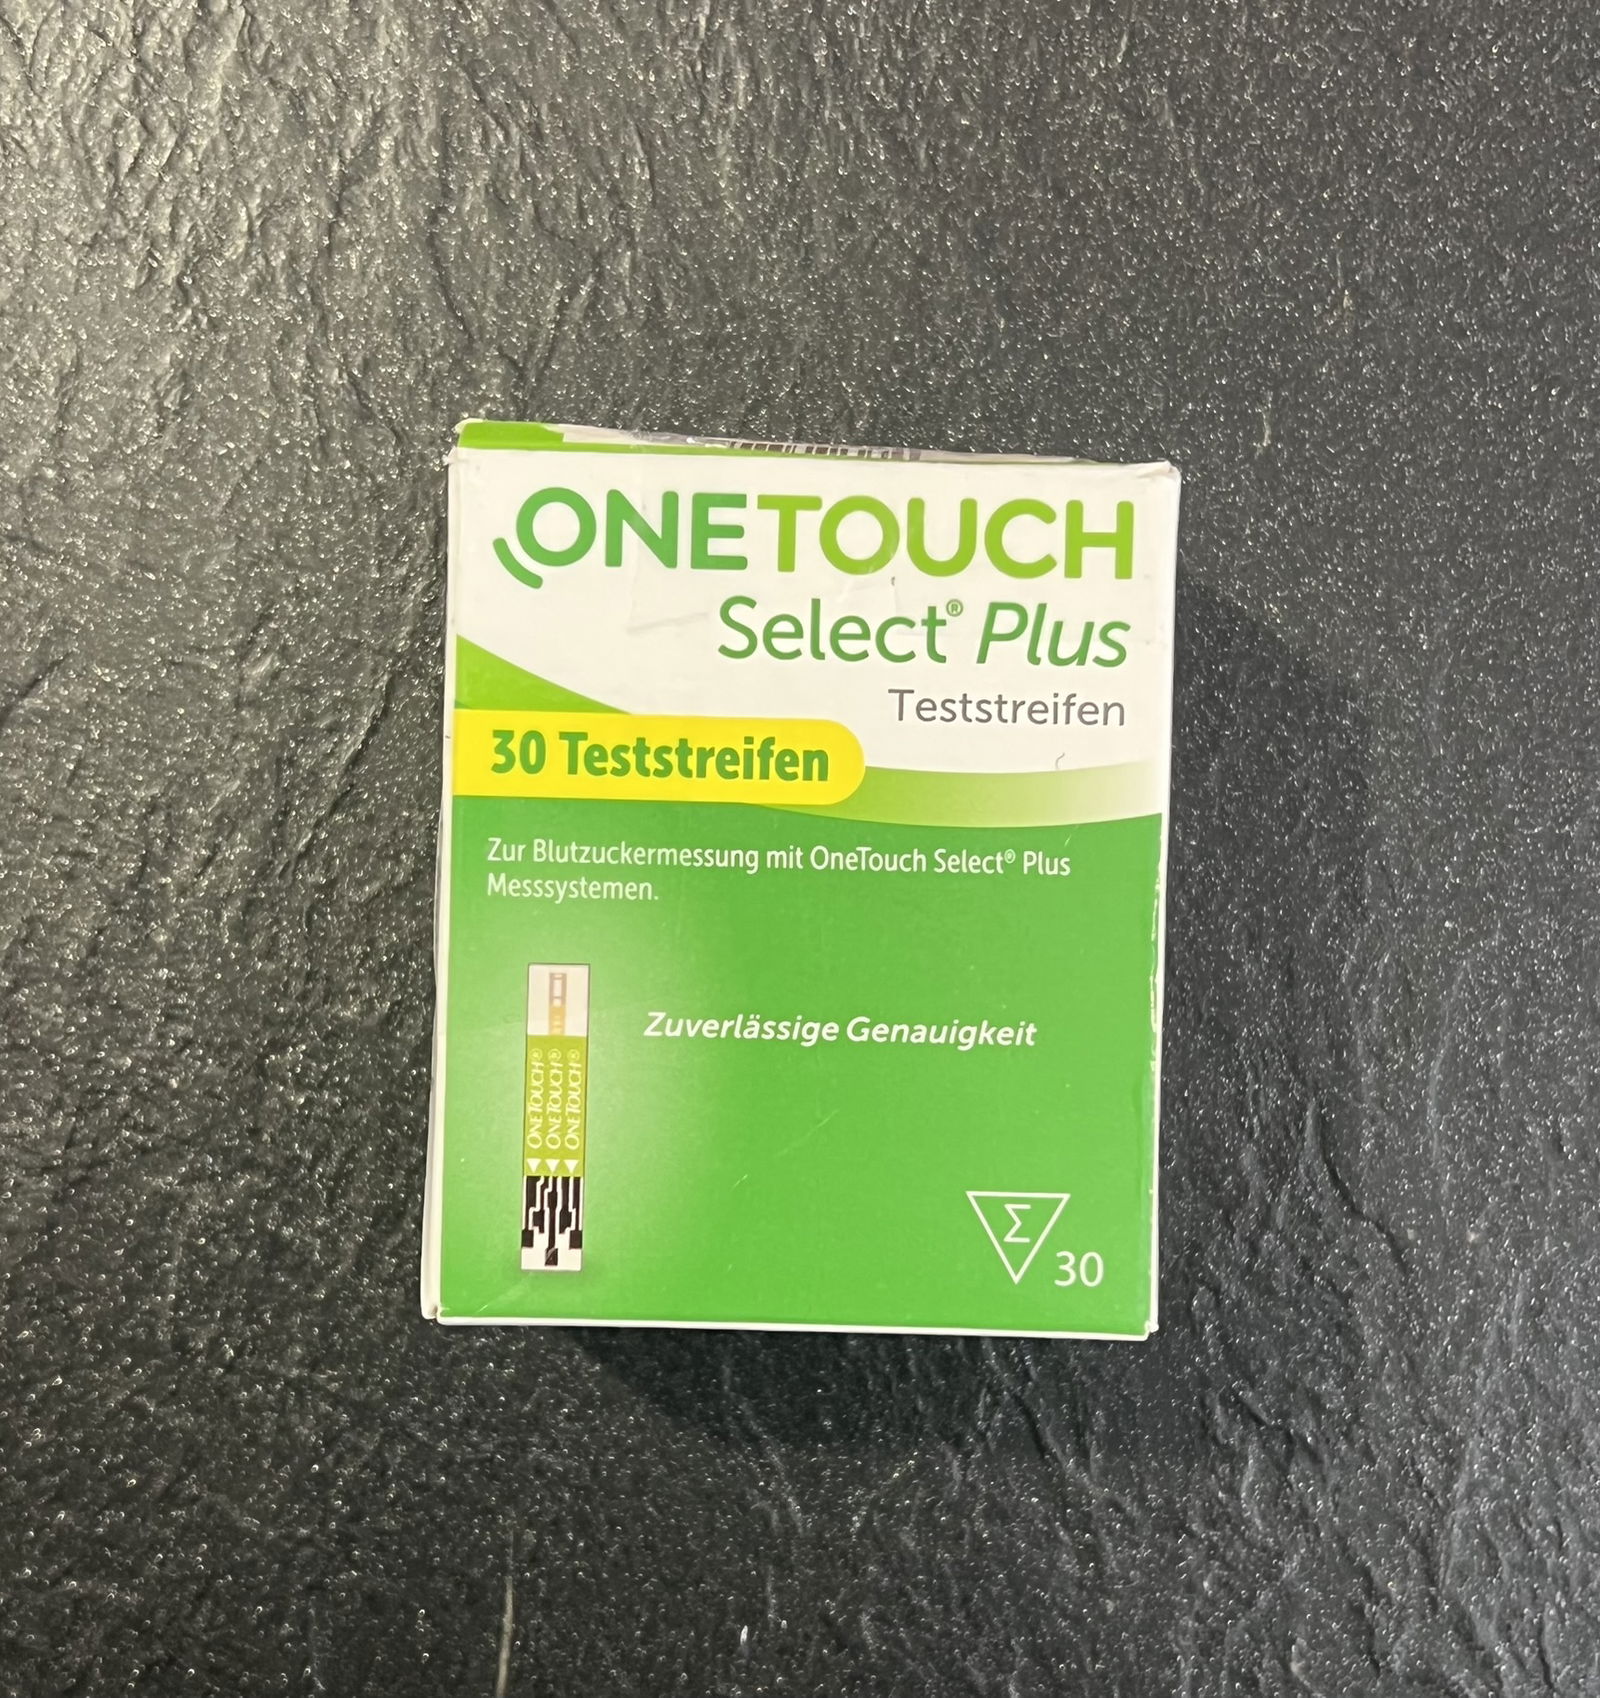 ONETOUCH
Select® Plus
Teststreifen
30 Teststreifen
Zur Blutzuckermessung mit OneTouch Select® Plus
Messsystemen.
Zuverlässige Genauigkeit
ONETOUCH®
ONETOUCH®
ONETOUCH®
Σ
30